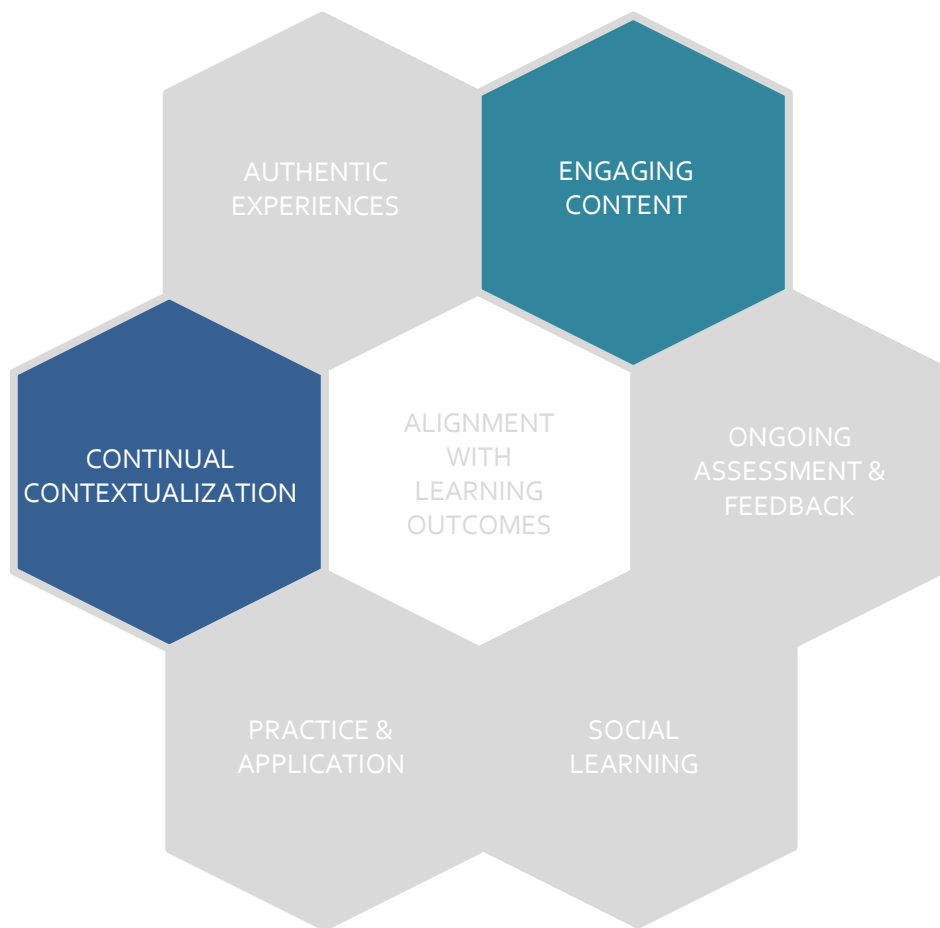 AUTHENTIC
EXPERIENCES
ENGAGING
CONTENT
CONTINUAL
CONTEXTUALIZATION
ALIGNMENT
WITH
LEARNING
OUTCOMES
ONGOING
ASSESSMENT &
FEEDBACK
PRACTICE &
APPLICATION
SOCIAL
LEARNING